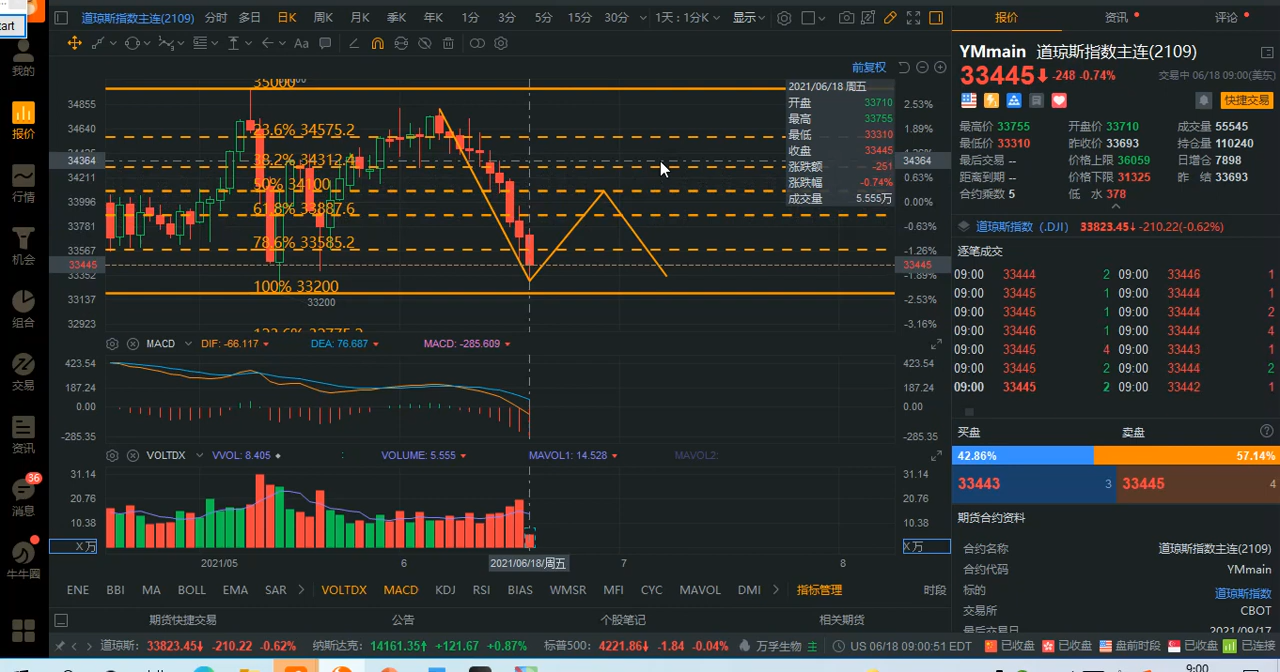 tart
道琼斯指数主连(2109) 分时 多日 日K 周K 月K 季K 年K 1分 3分 5分 15分 30分 1天 : 1分K 显示
Aa
我的
报价
行情
机会
组合
交易
资讯
36
消息
牛牛圈
前复权
35000
34855
34640
34364
34211
33996
33781
33567
33445
33352
33137
32923
23.6% 34575.2
38.2% 34312.4
50% 34100
61.8% 33887.6
78.6% 33585.2
100% 33200
33200
2021/06/18 周五
开盘 33710
最高 33755
最低 33310
收盘 33445
涨跌额 -251
涨跌幅 -0.74%
成交量 5.555万
2.53%
1.89%
34364
0.63%
0.00%
-0.63%
-1.26%
33445
-1.89%
-2.53%
-3.16%
MACD DIF: -66.117 DEA: 76.687 MACD: -285.609
423.54 423.54
187.24 187.24
0.00 0.00
-285.35 -285.35
VOLTDX VVOL: 8.405 : VOLUME: 5.555 MAVOL1: 14.528 MAVOL2:
31.14 31.14
20.76 20.76
10.38 10.38
X万 X万
2021/05 6 2021/06/18/周五 7 8
ENE BBI MA BOLL EMA SAR VOLTDX MACD KDJ RSI BIAS WMSR MFI CYC MAVOL DMI 指标管理 时段
期货快捷交易 公告 个股笔记 相关期货
道琼斯: 33823.45 -210.22 -0.62% 纳斯达克: 14161.35 +121.67 +0.87% 标普500: 4221.86 -1.84 -0.04% 万孚生物 US 06/18 09:00:51 EDT 已收盘 已收盘 盘前时段 已收盘 已连接
报价 资讯 评论
YMmain 道琼斯指数主连(2109)
33445 -248 -0.74% 交易中 06/18 09:00(美东)
快捷交易
最高价 33755 开盘价 33710 成交量 55545
最低价 33310 昨收价 33693 持仓量 110240
最后交易 -- 价格上限 36059 日增仓 7898
距离到期 -- 价格下限 31325 昨 结 33693
合约乘数 5 低 水 378
道琼斯指数 (.DJI) 33823.45 -210.22(-0.62%)
逐笔成交
09:00 33444 2 09:00 33446 1
09:00 33445 1 09:00 33444 1
09:00 33445 1 09:00 33444 2
09:00 33446 1 09:00 33444 4
09:00 33445 4 09:00 33443 1
09:00 33445 2 09:00 33444 2
09:00 33445 2 09:00 33442 1
买盘 卖盘
42.86% 57.14%
33443 3 33445 4
期货合约资料
合约名称 道琼斯指数主连(2109)
合约代码 YMmain
标的 道琼斯指数
交易所 CBOT
最后交易日 2021/09/17
9:00